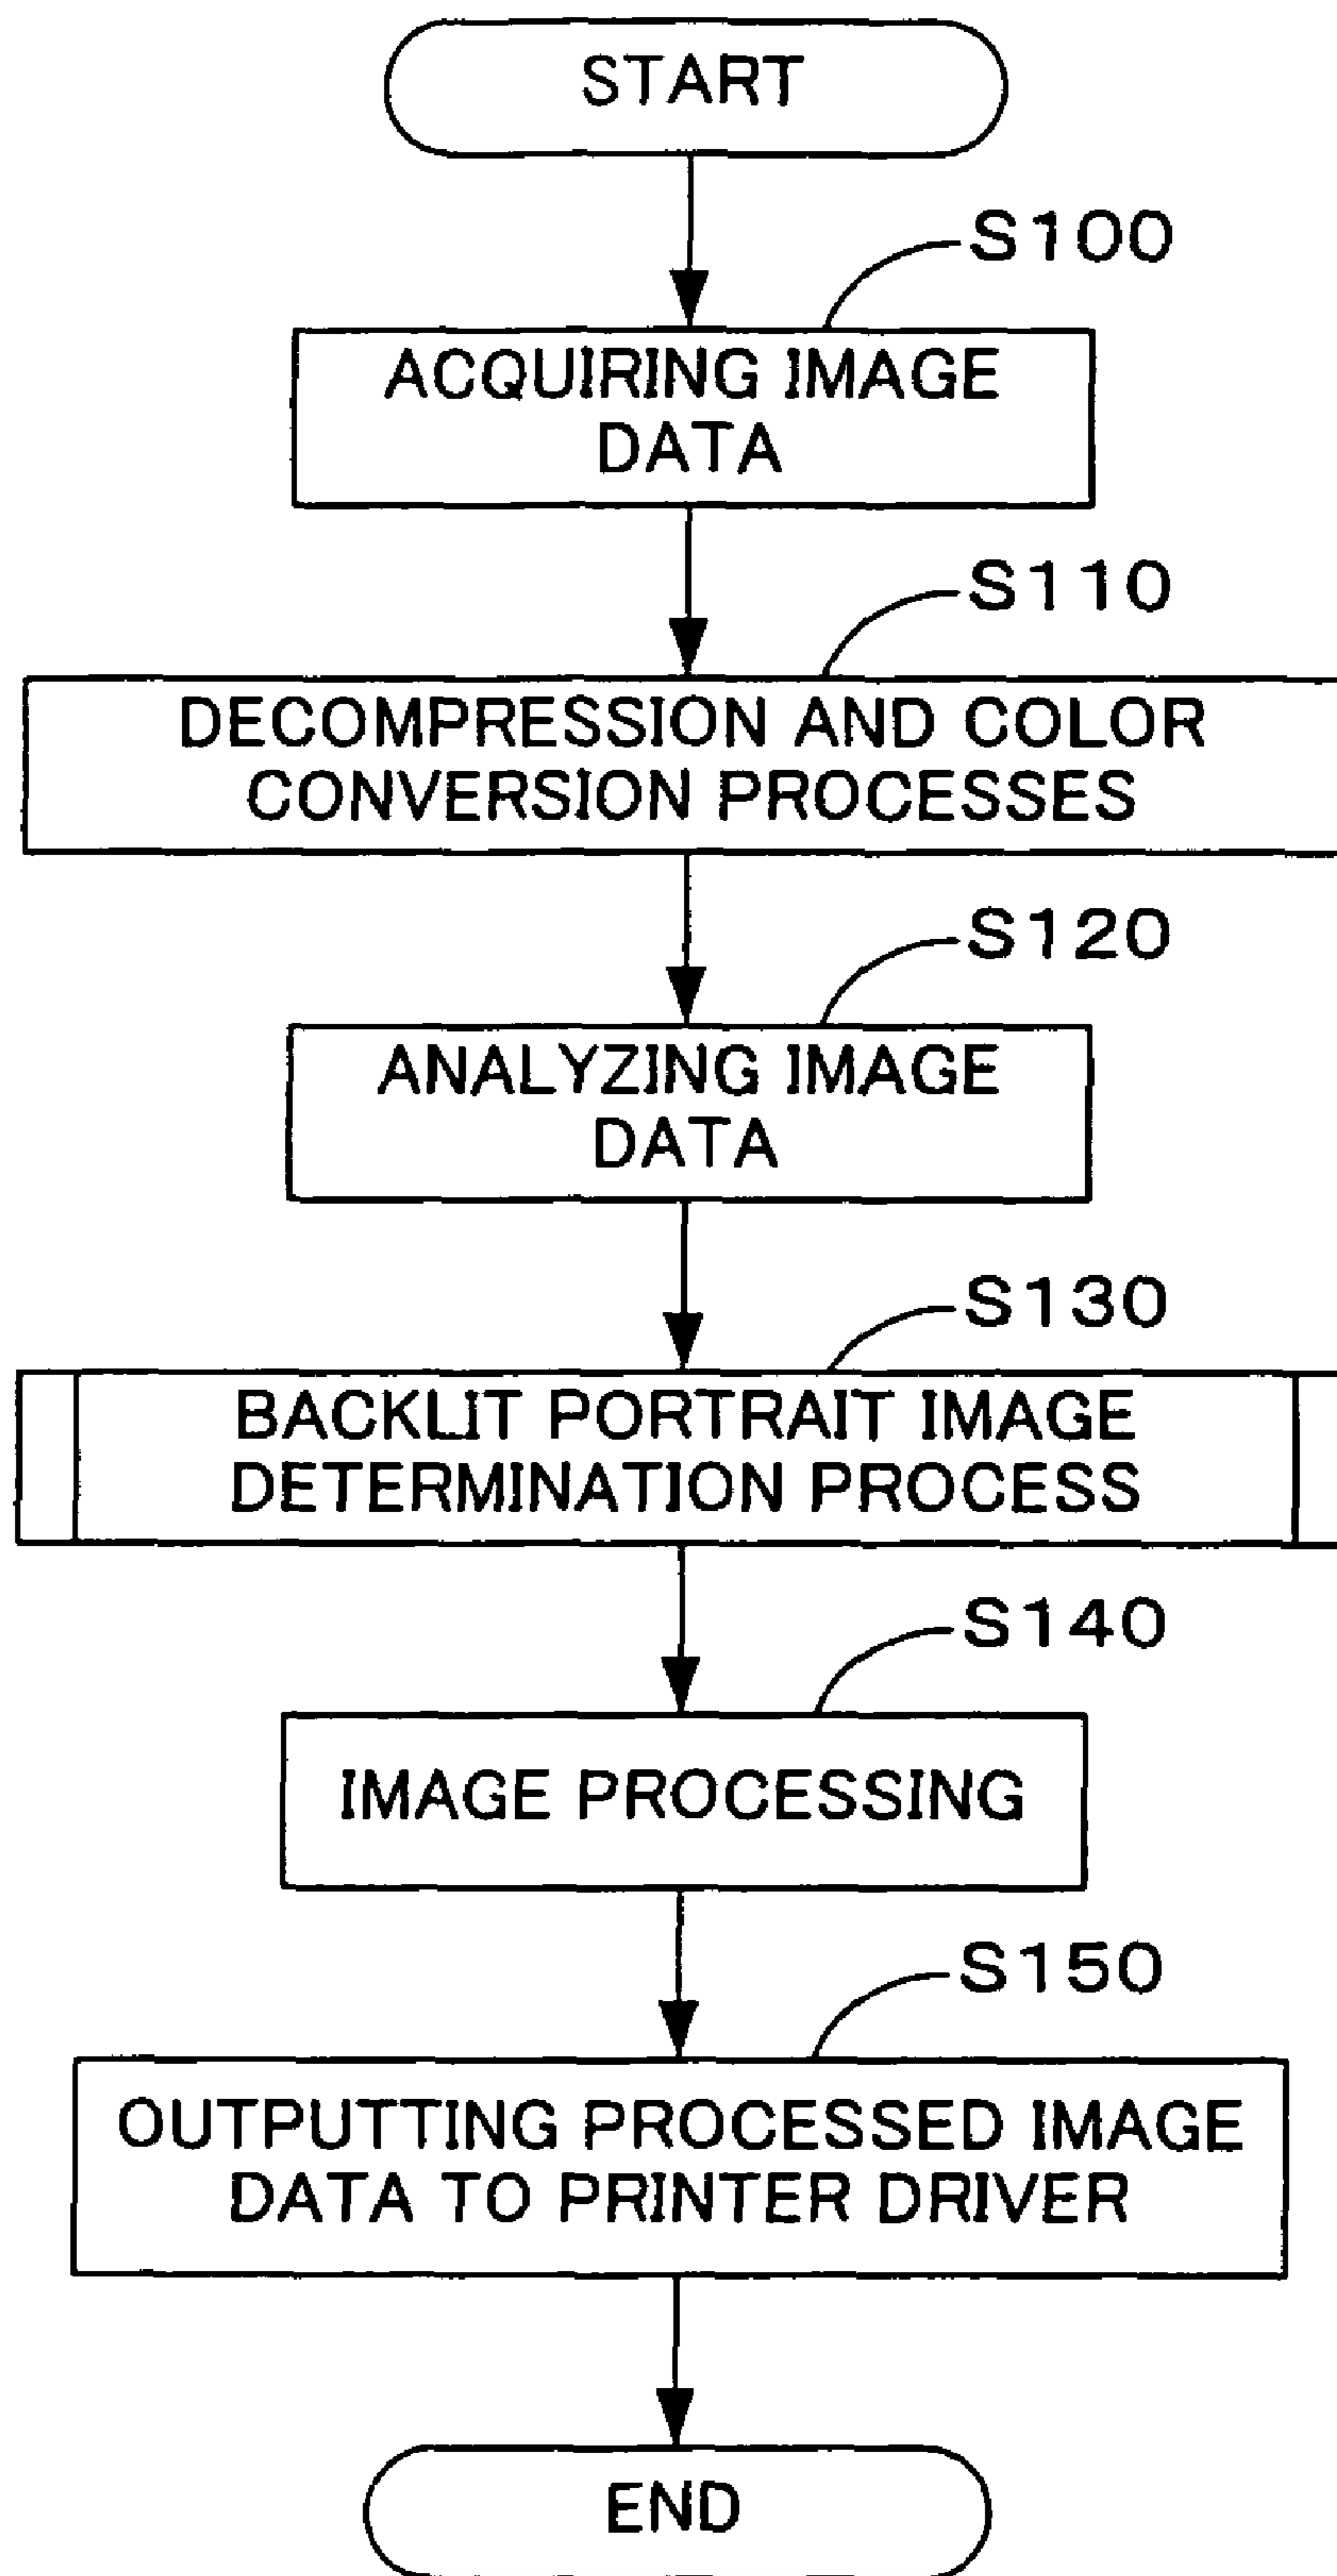 START
S100
ACQUIRING IMAGE
DATA
S110
DECOMPRESSION AND COLOR
CONVERSION PROCESSES
S120
ANALYZING IMAGE
DATA
S130
BACKLIT PORTRAIT IMAGE
DETERMINATION PROCESS
S140
IMAGE PROCESSING
S150
OUTPUTTING PROCESSED IMAGE
DATA TO PRINTER DRIVER
END